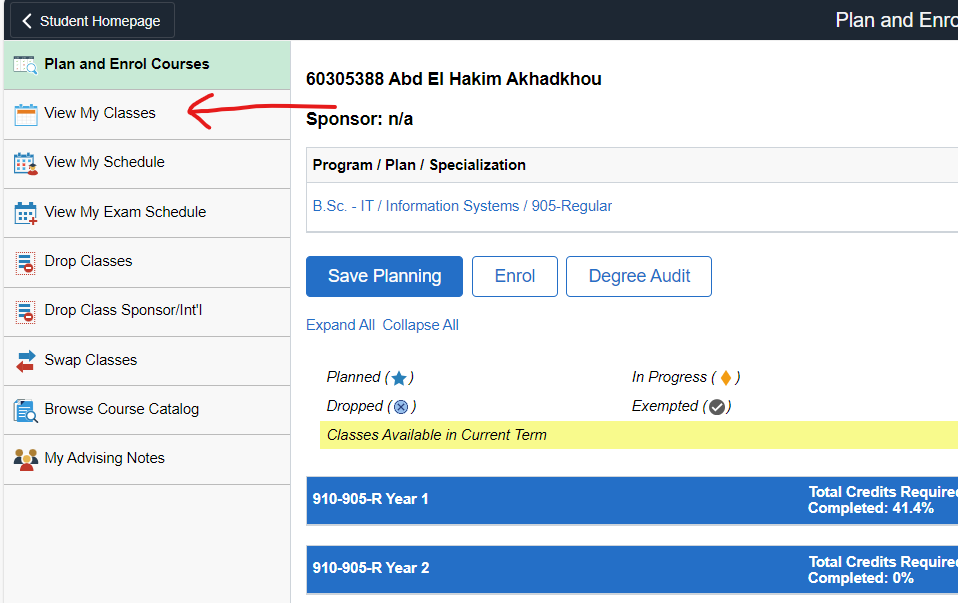 Student Homepage
Plan and Enro
Plan and Enrol Courses
View My Classes
View My Schedule
View My Exam Schedule
Drop Classes
Drop Class Sponsor/Int'l
Swap Classes
Browse Course Catalog
My Advising Notes
60305388 Abd El Hakim Akhadkhou
Sponsor: n/a
Program / Plan / Specialization
B.Sc. - IT / Information Systems / 905-Regular
Save Planning Enrol Degree Audit
Expand All Collapse All
Planned ( ) In Progress ( )
Dropped ( ) Exempted ( )
Classes Available in Current Term
910-905-R Year 1 Total Credits Require
Completed: 41.4%
910-905-R Year 2 Total Credits Require
Completed: 0%